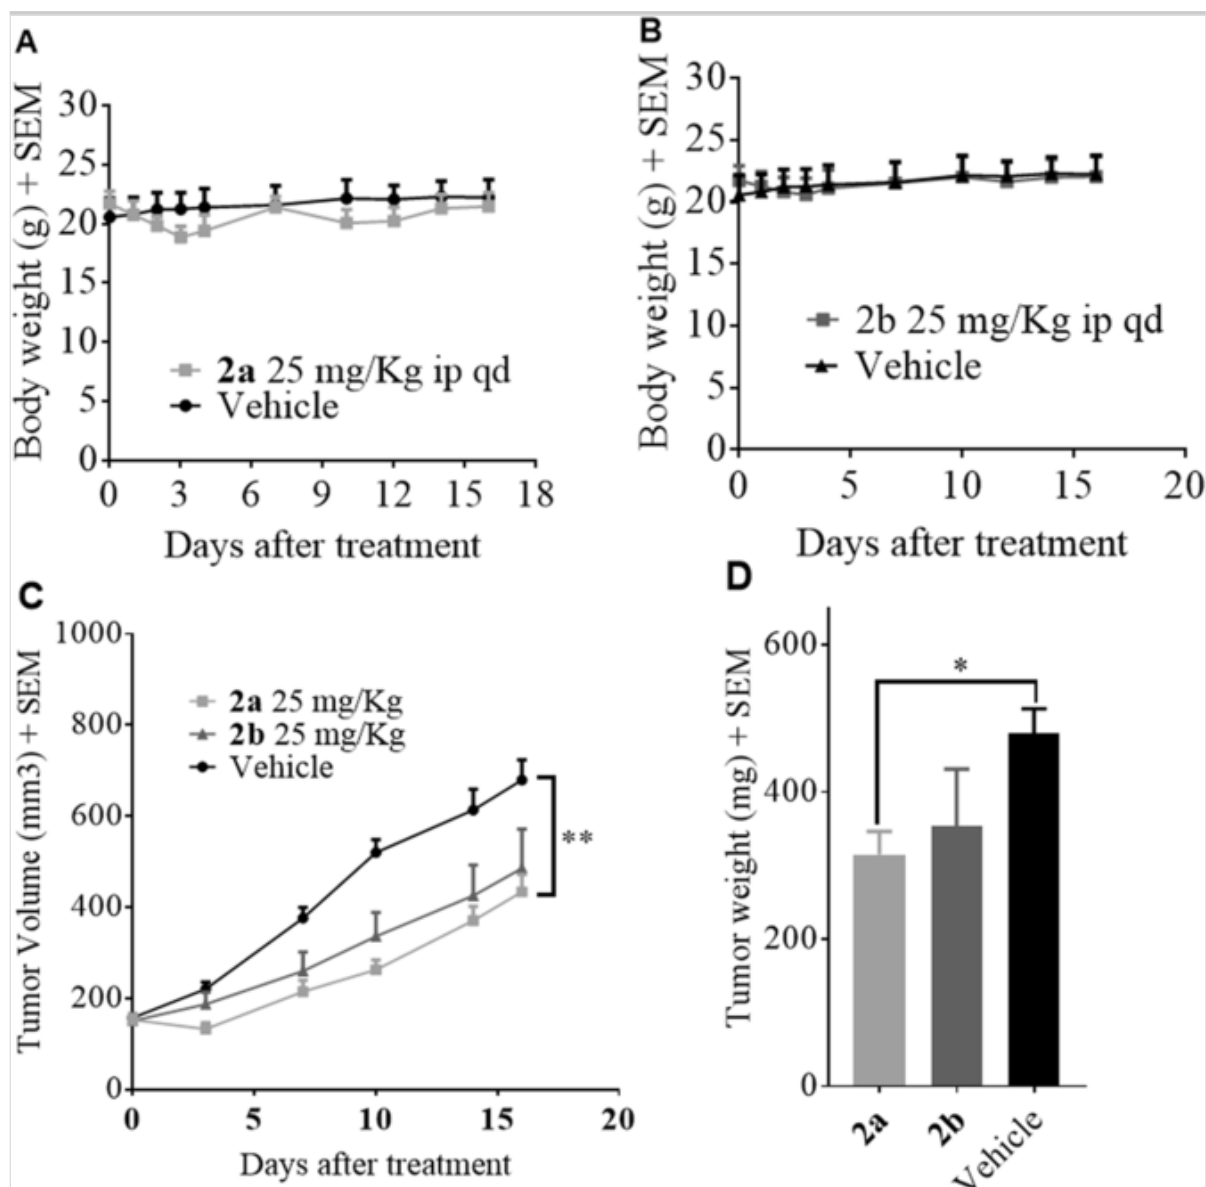 A
Body weight (g) + SEM
30
25
20
15
10
5
0
2a 25 mg/Kg ip qd
Vehicle
0 3 6 9 12 15 18
Days after treatment
B
Body weight (g) + SEM
30
25
20
15
10
5
0
2b 25 mg/Kg ip qd
Vehicle
0 5 10 15 20
Days after treatment
C
Tumor Volume (mm3) + SEM
1000
800
600
400
200
0
2a 25 mg/Kg
2b 25 mg/Kg
Vehicle
**
0 5 10 15 20
Days after treatment
D
Tumor weight (mg) + SEM
600
400
200
0
*
2a 2b Vehicle